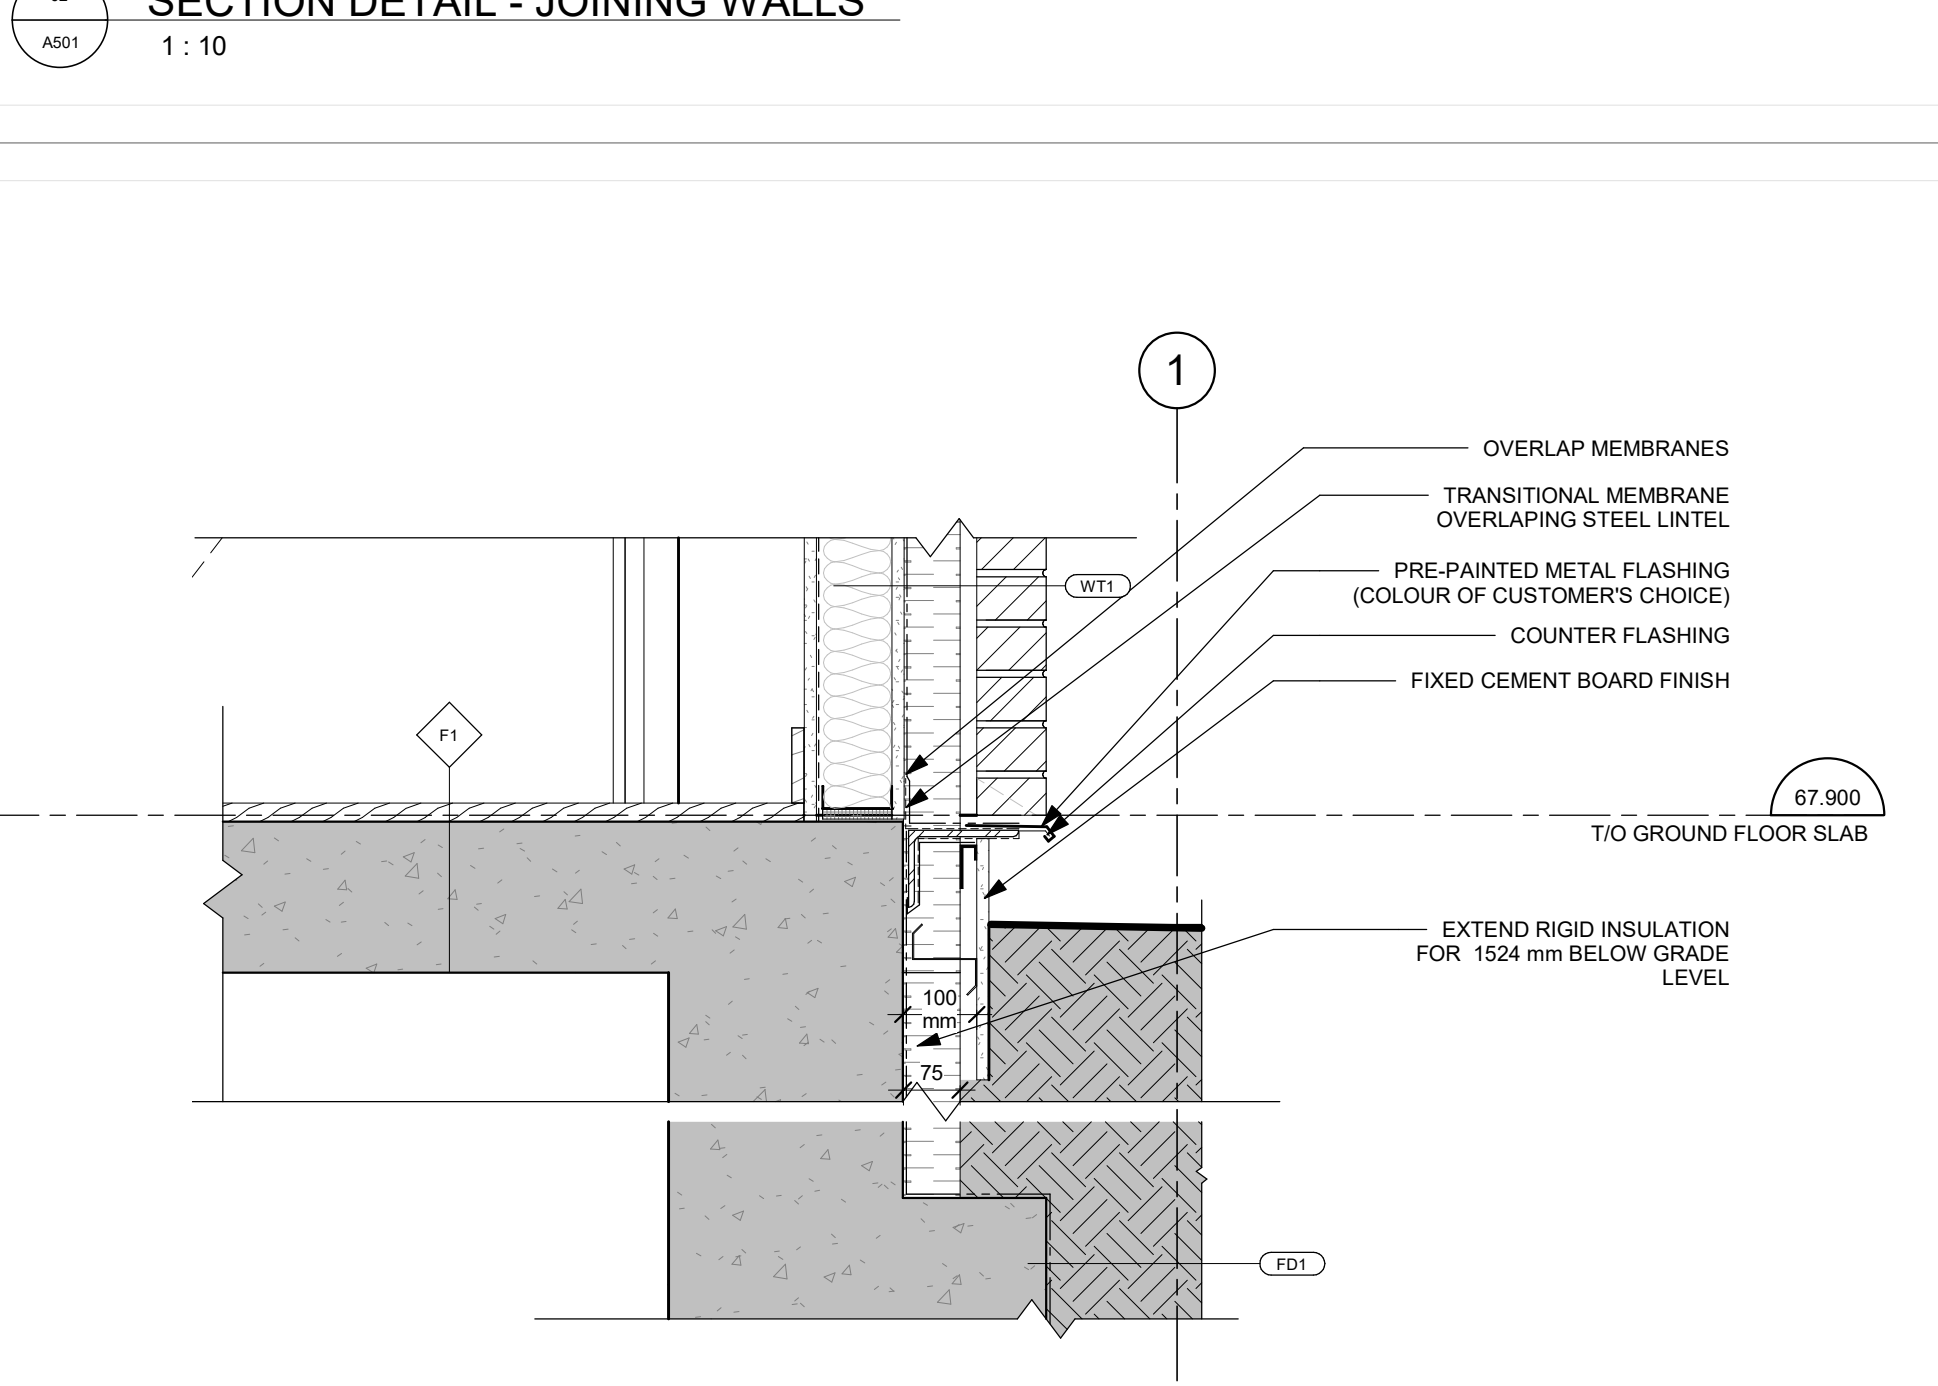 SECTION DETAIL - JOINING WALLS
A501
1 : 10
1
OVERLAP MEMBRANES
TRANSITIONAL MEMBRANE
OVERLAPING STEEL LINTEL
PRE-PAINTED METAL FLASHING
(COLOUR OF CUSTOMER'S CHOICE)
WT1
COUNTER FLASHING
FIXED CEMENT BOARD FINISH
F1
67.900
T/O GROUND FLOOR SLAB
EXTEND RIGID INSULATION
FOR 1524 mm BELOW GRADE
LEVEL
100
mm
75
FD1